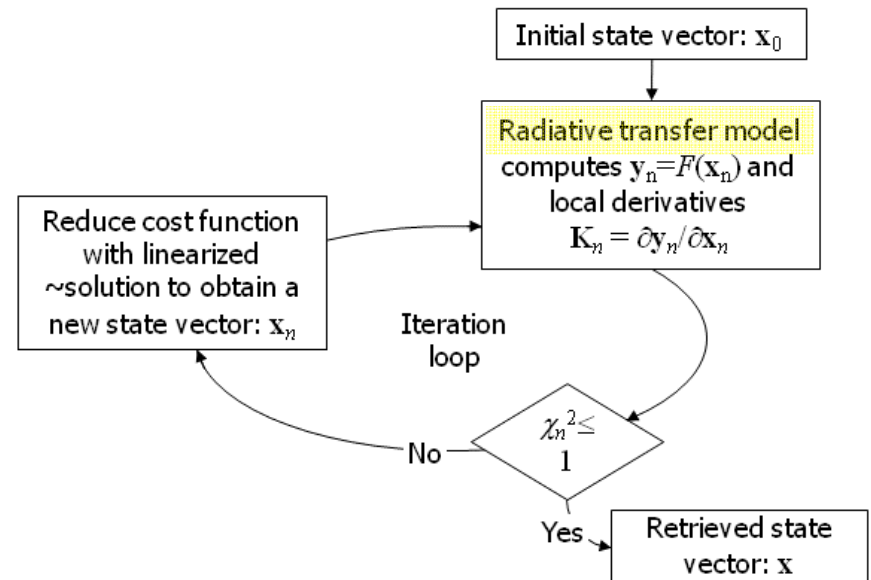 Initial state vector: x₀
Radiative transfer model
computes yₙ=F(xₙ) and
local derivatives
Kₙ = ∂yₙ/∂xₙ
Reduce cost function
with linearized
~solution to obtain a
new state vector: xₙ
Iteration
loop
χₙ²≤
1
No
Yes
Retrieved state
vector: x